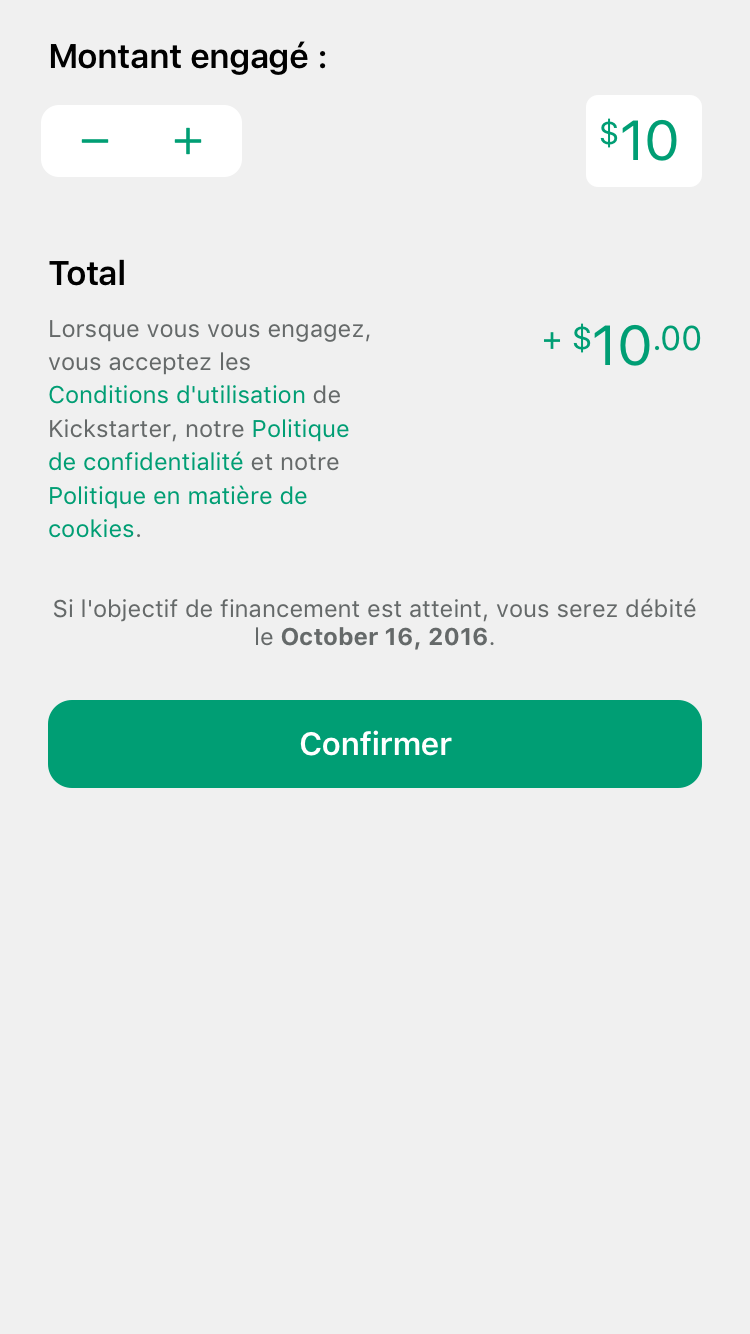 Montant engagé :
− +
$10
Total
Lorsque vous vous engagez,
vous acceptez les
Conditions d'utilisation de
Kickstarter, notre Politique
de confidentialité et notre
Politique en matière de
cookies.
+ $10.00
Si l'objectif de financement est atteint, vous serez débité
le October 16, 2016.
Confirmer